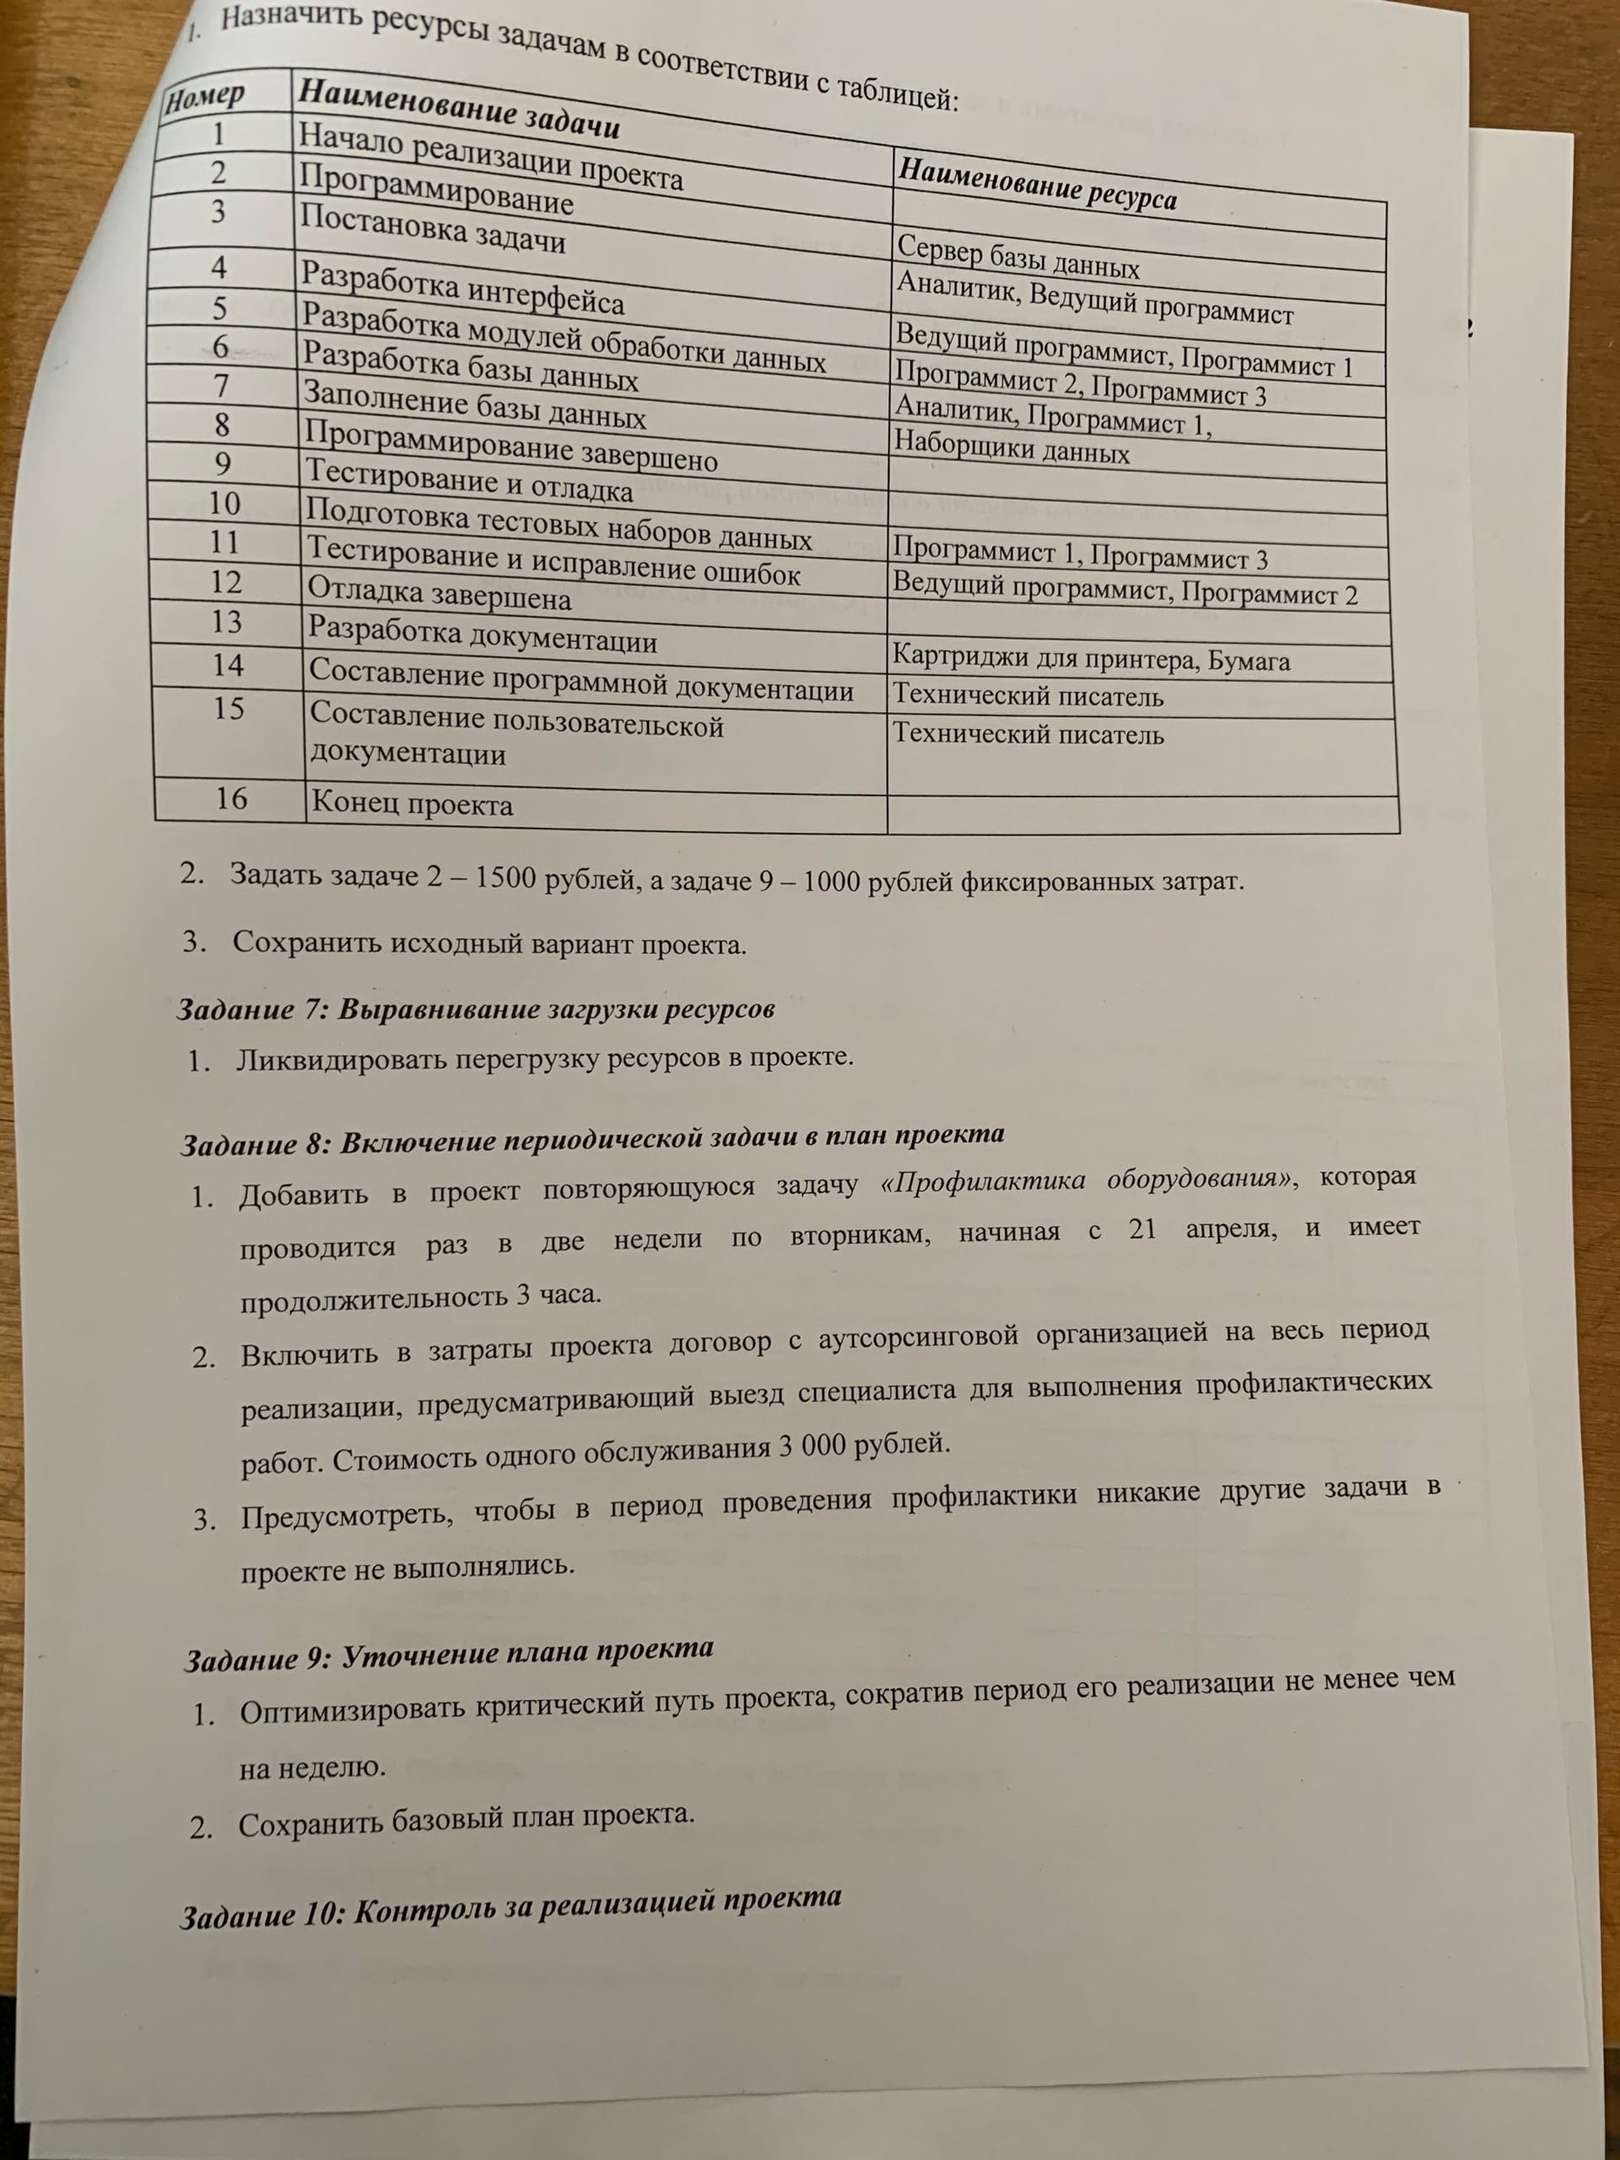 1. Назначить ресурсы задачам в соответствии с таблицей:
Номер Наименование задачи Наименование ресурса
1 Начало реализации проекта
2 Программирование Сервер базы данных
3 Постановка задачи Аналитик, Ведущий программист
4 Разработка интерфейса Ведущий программист, Программист 1
5 Разработка модулей обработки данных Программист 2, Программист 3
6 Разработка базы данных Аналитик, Программист 1,
7 Заполнение базы данных Наборщики данных
8 Программирование завершено
9 Тестирование и отладка
10 Подготовка тестовых наборов данных Программист 1, Программист 3
11 Тестирование и исправление ошибок Ведущий программист, Программист 2
12 Отладка завершена
13 Разработка документации Картриджи для принтера, Бумага
14 Составление программной документации Технический писатель
15 Составление пользовательской Технический писатель
документации
16 Конец проекта
2. Задать задаче 2 – 1500 рублей, а задаче 9 – 1000 рублей фиксированных затрат.
3. Сохранить исходный вариант проекта.
Задание 7: Выравнивание загрузки ресурсов
1. Ликвидировать перегрузку ресурсов в проекте.
Задание 8: Включение периодической задачи в план проекта
1. Добавить в проект повторяющуюся задачу «Профилактика оборудования», которая
проводится раз в две недели по вторникам, начиная с 21 апреля, и имеет
продолжительность 3 часа.
2. Включить в затраты проекта договор с аутсорсинговой организацией на весь период
реализации, предусматривающий выезд специалиста для выполнения профилактических
работ. Стоимость одного обслуживания 3 000 рублей.
3. Предусмотреть, чтобы в период проведения профилактики никакие другие задачи в
проекте не выполнялись.
Задание 9: Уточнение плана проекта
1. Оптимизировать критический путь проекта, сократив период его реализации не менее чем
на неделю.
2. Сохранить базовый план проекта.
Задание 10: Контроль за реализацией проекта